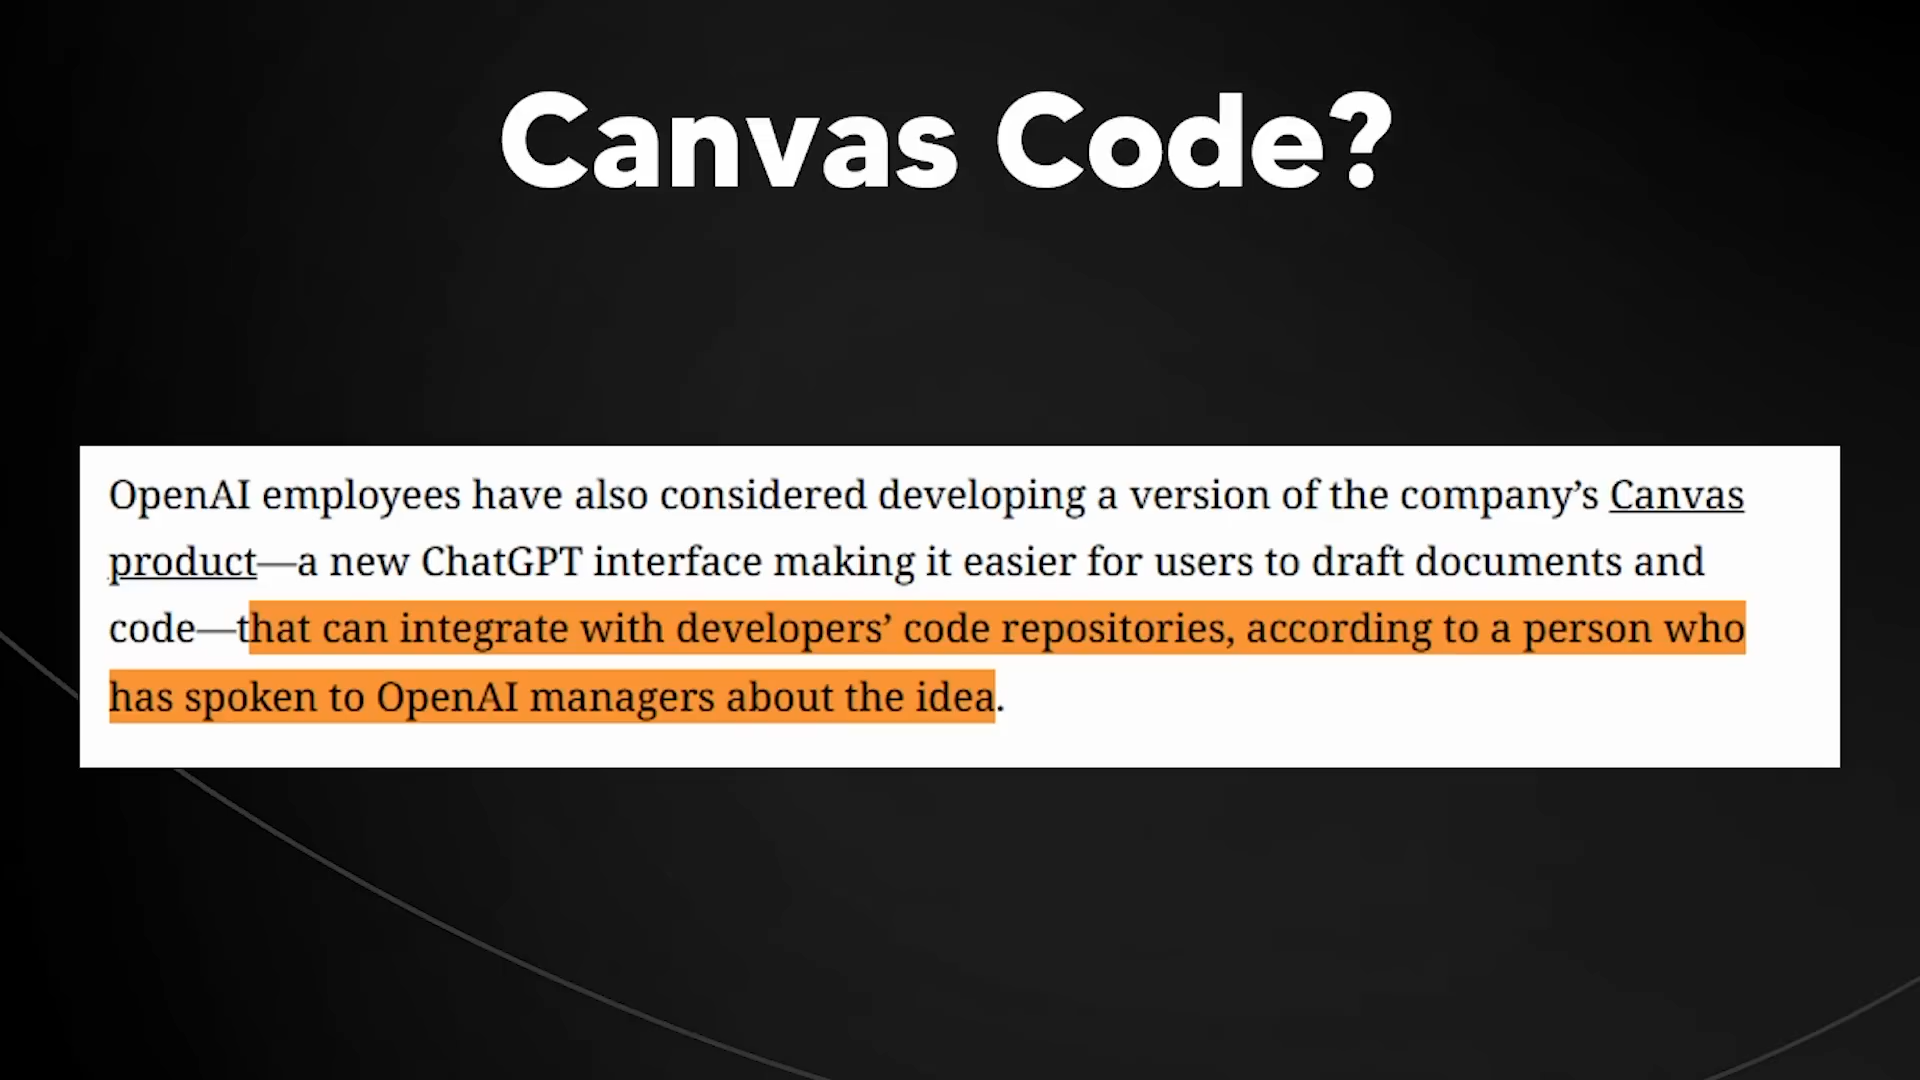 Canvas Code?
OpenAI employees have also considered developing a version of the company’s Canvas
product—a new ChatGPT interface making it easier for users to draft documents and
code—that can integrate with developers’ code repositories, according to a person who
has spoken to OpenAI managers about the idea.